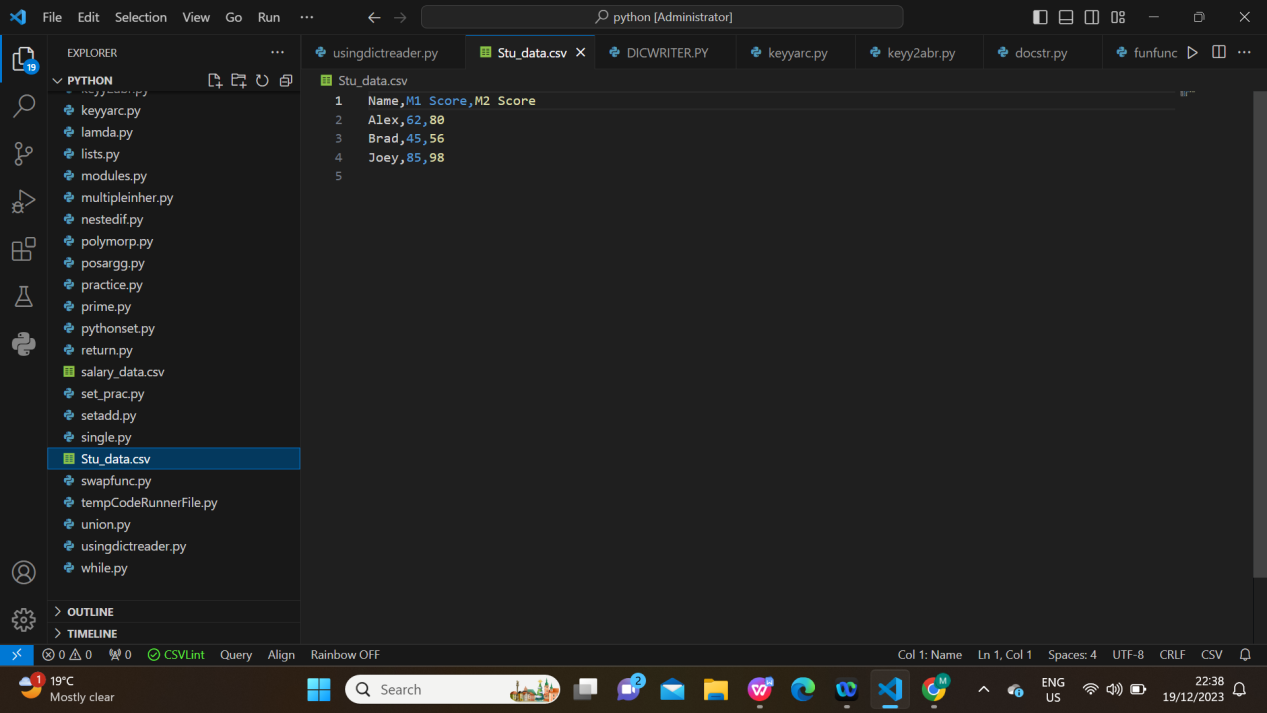 File Edit Selection View Go Run ···
python [Administrator]
EXPLORER ···
PYTHON
keyyarc.py
lamda.py
lists.py
modules.py
multipleinher.py
nestedif.py
polymorp.py
posargg.py
practice.py
prime.py
pythonset.py
return.py
salary_data.csv
set_prac.py
setadd.py
single.py
Stu_data.csv
swapfunc.py
tempCodeRunnerFile.py
union.py
usingdictreader.py
while.py
OUTLINE
TIMELINE
19
usingdictreader.py Stu_data.csv DICWRITER.PY keyyarc.py keyy2abr.py docstr.py funfunc ···
Stu_data.csv
1 Name,M1 Score,M2 Score
2 Alex,62,80
3 Brad,45,56
4 Joey,85,98
5
0 0 0 CSVLint Query Align Rainbow OFF Col 1: Name Ln 1, Col 1 Spaces: 4 UTF-8 CRLF CSV
1 19°C
Mostly clear
Search
2
M
ENG
US
22:38
19/12/2023